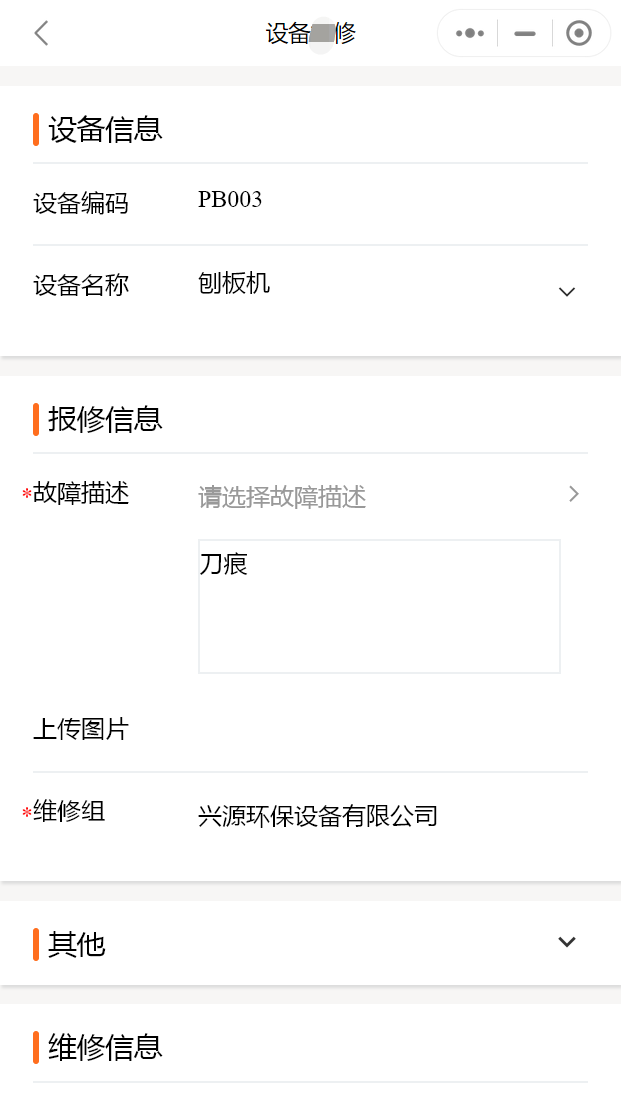 设备修
设备信息
设备编码 PB003
设备名称 刨板机
报修信息
*故障描述 请选择故障描述
刀痕
上传图片
*维修组 兴源环保设备有限公司
其他
维修信息